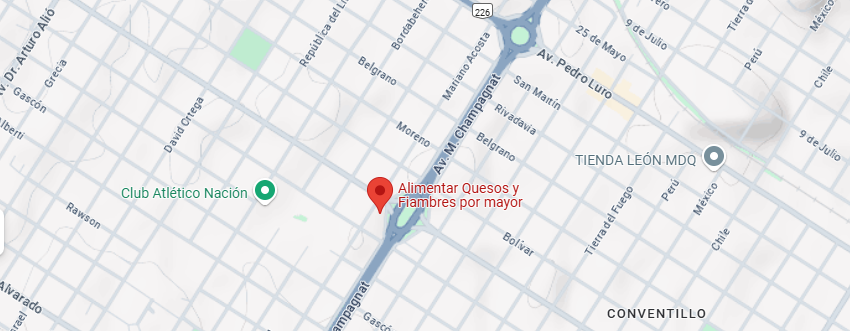 226
Av. Dr. Arturo Alió
Grecia
Gascón
Alberti
David Ortega
República del Lí
Bordabehere
Belgrano
Mariano Acosta
Moreno
Av. M. Champagnat
Av. Pedro Luro
25 de Mayo
9 de Julio
Tierra del
México
Perú
Chile
San Martín
Rivadavia
Belgrano
9 de Julio
TIENDA LEÓN MDQ
Club Atlético Nación
Alimentar Quesos y
Fiambres por mayor
Rawson
Perú
México
Chile
Tierra del Fuego
Bolívar
Alvarado
hampagnat
Gascón
CONVENTILLO